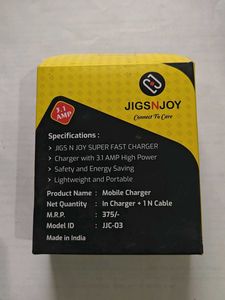 3.1
AMP
JIGSNJOY
Connect To Care
Specifications :
> JIGS N JOY SUPER FAST CHARGER
> Charger with 3.1 AMP High Power
> Safety and Energy Saving
> Lightweight and Portable
Product Name : Mobile Charger
Net Quantity : In Charger + 1 N Cable
M.R.P. : 375/-
Model ID : JJC-03
Made in India